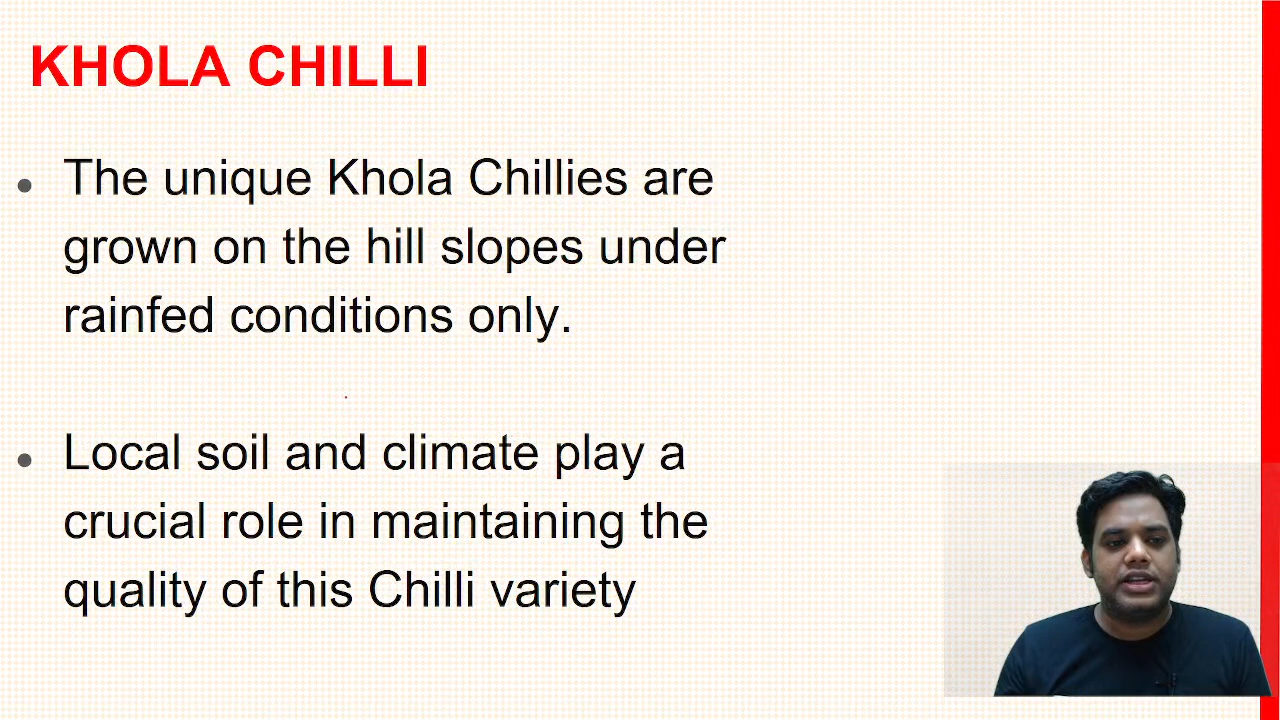 KHOLA CHILLI
The unique Khola Chillies are
grown on the hill slopes under
rainfed conditions only.
Local soil and climate play a
crucial role in maintaining the
quality of this Chilli variety